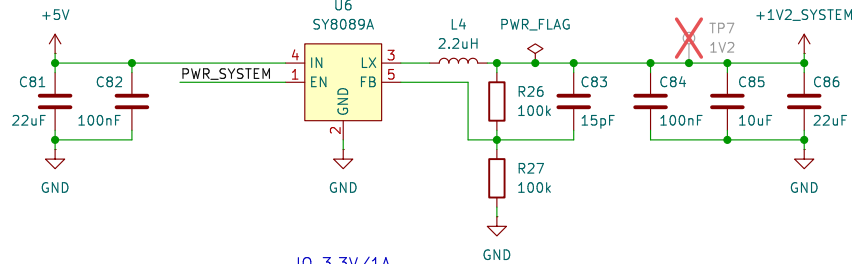 U6
SY8089A
+5V
L4
2.2uH
PWR_FLAG
TP7
1V2
+1V2_SYSTEM
4
IN
LX
3
PWR_SYSTEM
1
EN
FB
5
GND
2
C81
22uF
C82
100nF
R26
100k
C83
15pF
C84
100nF
C85
10uF
C86
22uF
R27
100k
GND
GND
GND
GND